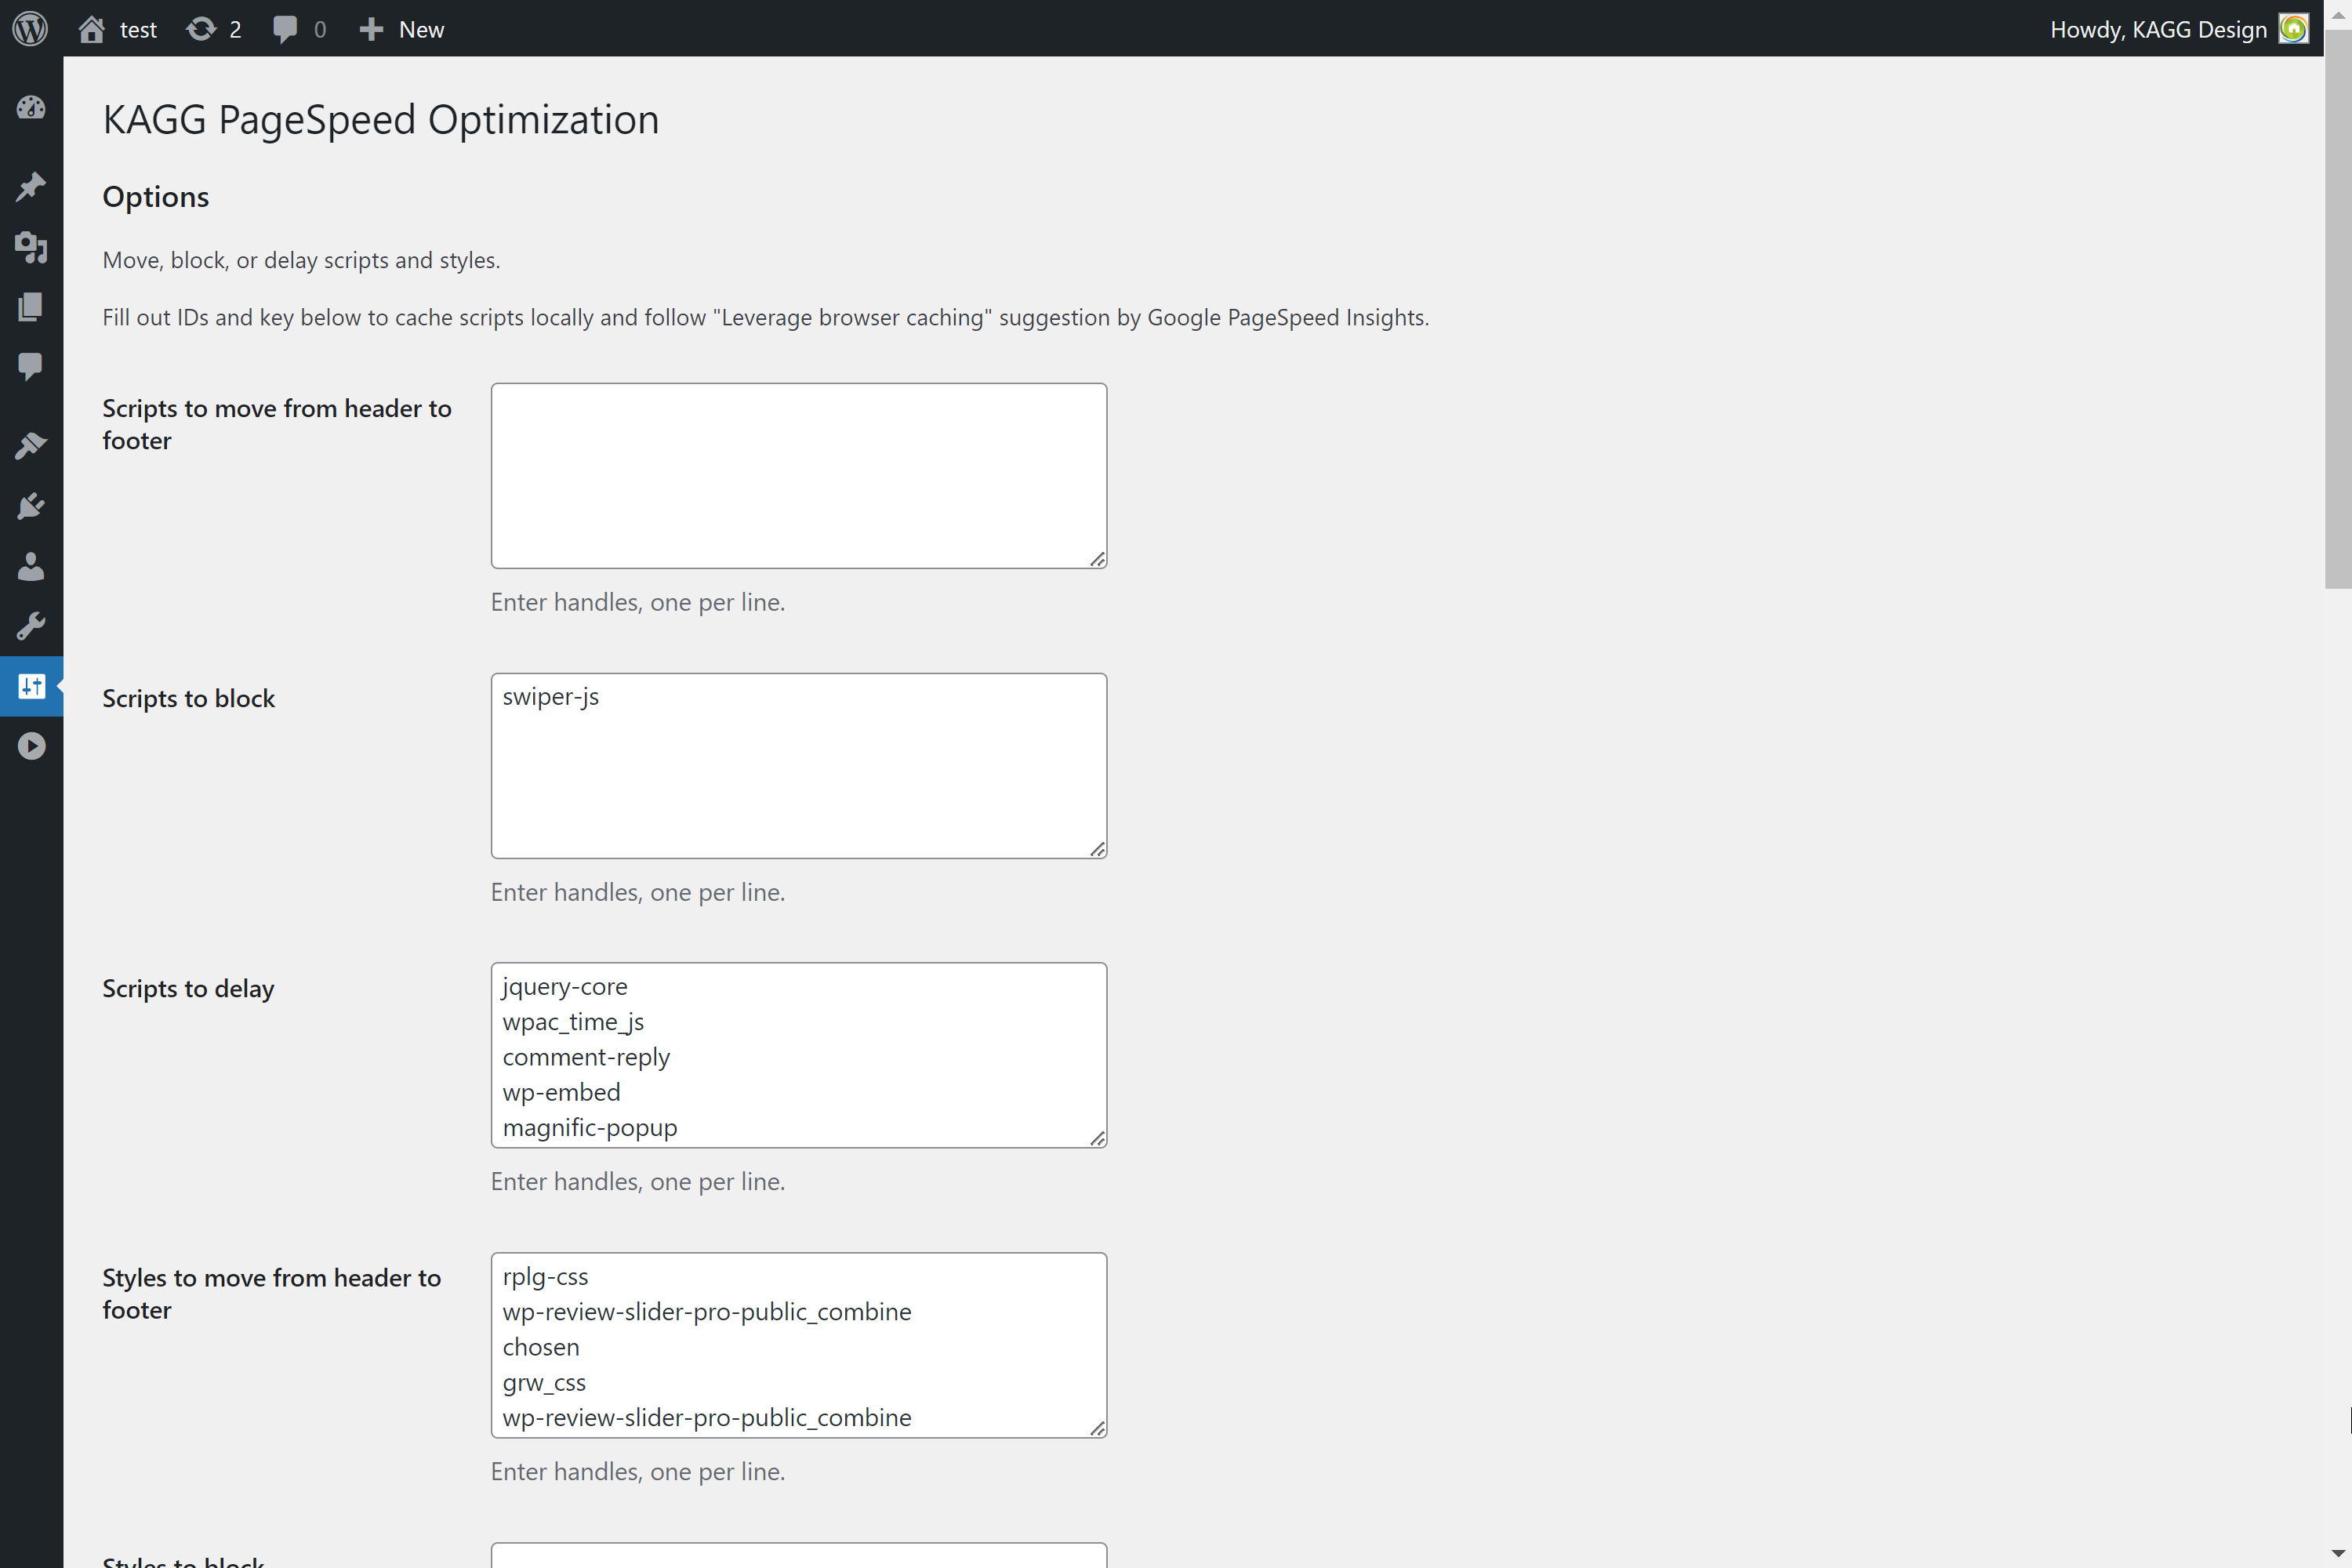 test 2 0 New Howdy, KAGG Design
KAGG PageSpeed Optimization
Options
Move, block, or delay scripts and styles.
Fill out IDs and key below to cache scripts locally and follow "Leverage browser caching" suggestion by Google PageSpeed Insights.
Scripts to move from header to
footer
Enter handles, one per line.
Scripts to block
swiper-js
Enter handles, one per line.
Scripts to delay
jquery-core
wpac_time_js
comment-reply
wp-embed
magnific-popup
Enter handles, one per line.
Styles to move from header to
footer
rplg-css
wp-review-slider-pro-public_combine
chosen
grw_css
wp-review-slider-pro-public_combine
Enter handles, one per line.
Styles to block